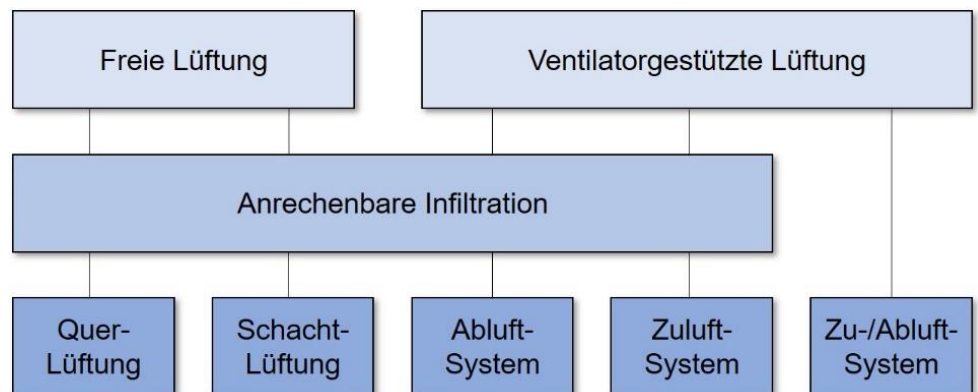 Freie Lüftung
Ventilatorgestützte Lüftung
Anrechenbare Infiltration
Quer-
Lüftung
Schacht-
Lüftung
Abluft-
System
Zuluft-
System
Zu-/Abluft-
System